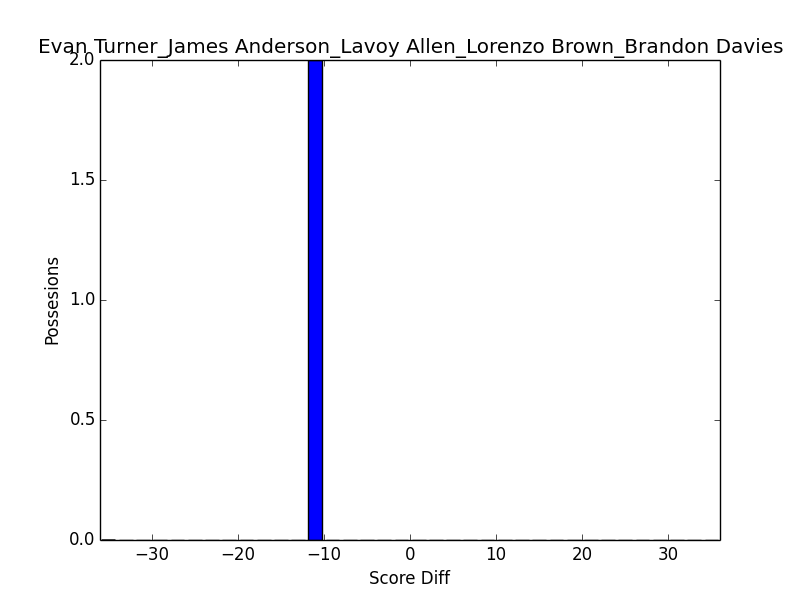 Evan Turner_James Anderson_Lavoy Allen_Lorenzo Brown_Brandon Davies
2.0
1.5
1.0
0.5
0.0
Possesions
−30 −20 −10 0 10 20 30
Score Diff